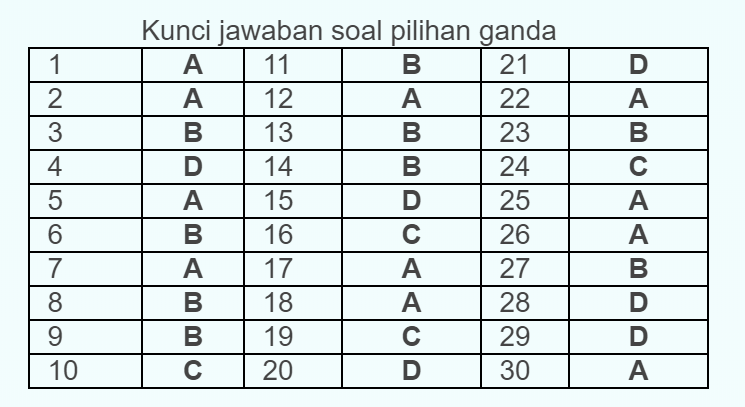 Kunci jawaban soal pilihan ganda
1 A 11 B 21 D
2 A 12 A 22 A
3 B 13 B 23 B
4 D 14 B 24 C
5 A 15 D 25 A
6 B 16 C 26 A
7 A 17 A 27 B
8 B 18 A 28 D
9 B 19 C 29 D
10 C 20 D 30 A